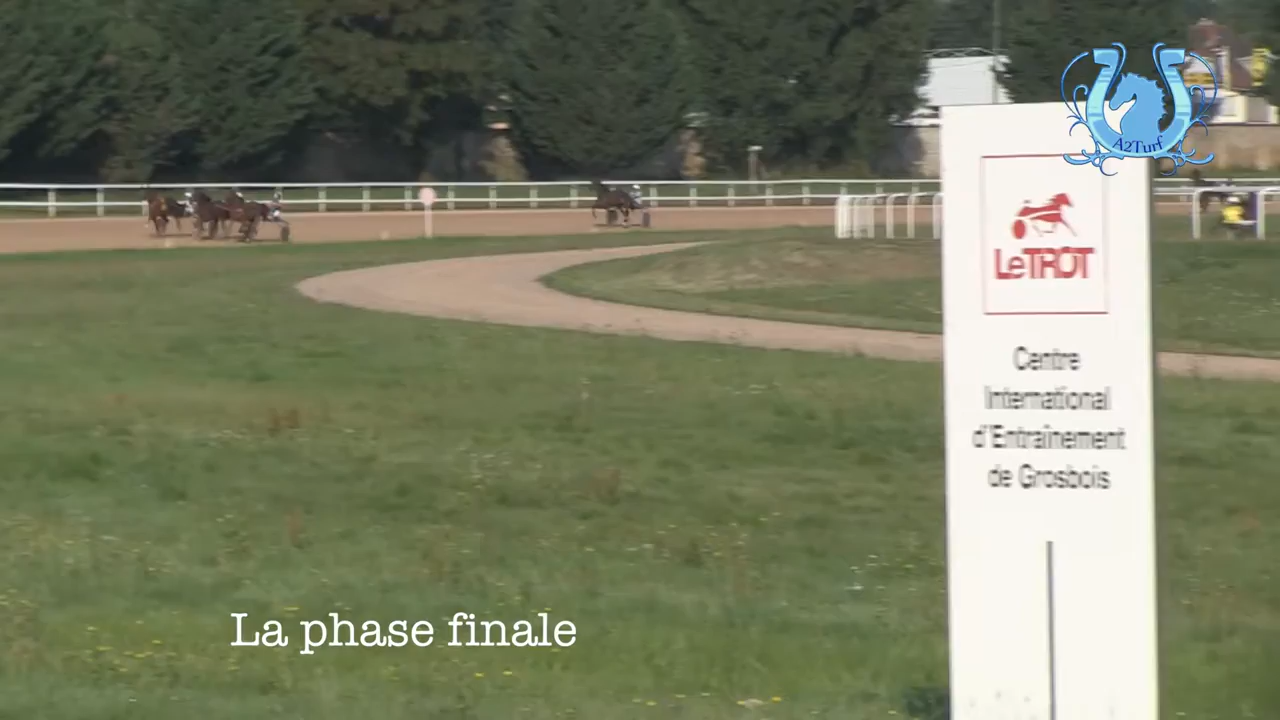 A2Turf
LeTROT
Centre
International
d'Entraînement
de Grosbois
La phase finale